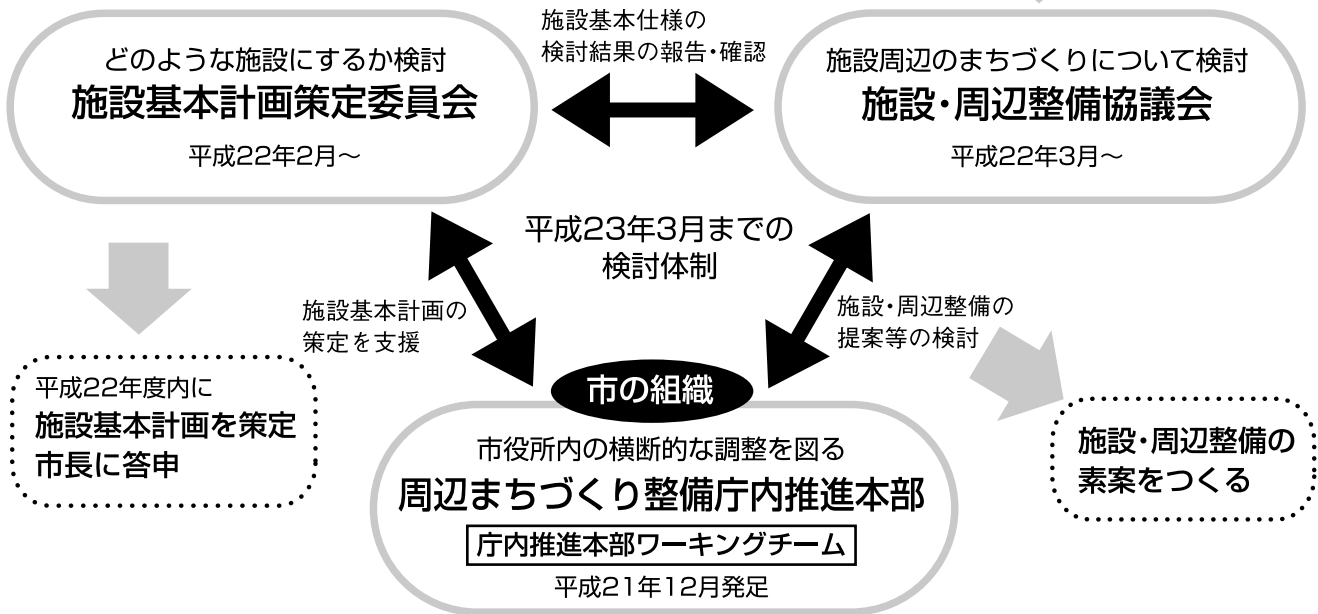 施設基本仕様の
検討結果の報告・確認
どのような施設にするか検討
施設基本計画策定委員会
平成22年2月～
施設周辺のまちづくりについて検討
施設・周辺整備協議会
平成22年3月～
平成23年3月までの
検討体制
施設基本計画の
策定を支援
施設・周辺整備の
提案等の検討
平成22年度内に
施設基本計画を策定
市長に答申
市の組織
市役所内の横断的な調整を図る
周辺まちづくり整備庁内推進本部
庁内推進本部ワーキングチーム
平成21年12月発足
施設・周辺整備の
素案をつくる